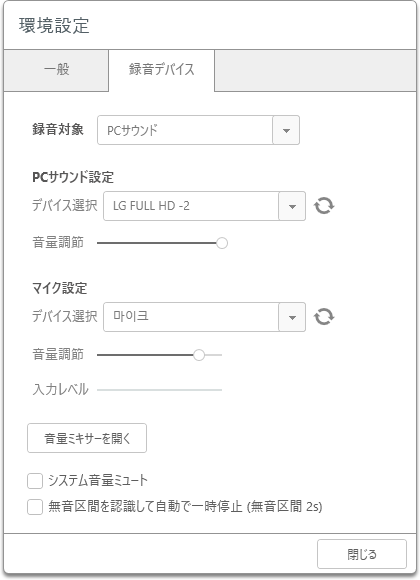 環境設定
一般
録音デバイス
録音対象 PCサウンド
PCサウンド設定
デバイス選択 LG FULL HD -2
音量調節
マイク設定
デバイス選択 마이크
音量調節
入力レベル
音量ミキサーを開く
システム音量ミュート
無音区間を認識して自動で一時停止 (無音区間 2s)
閉じる